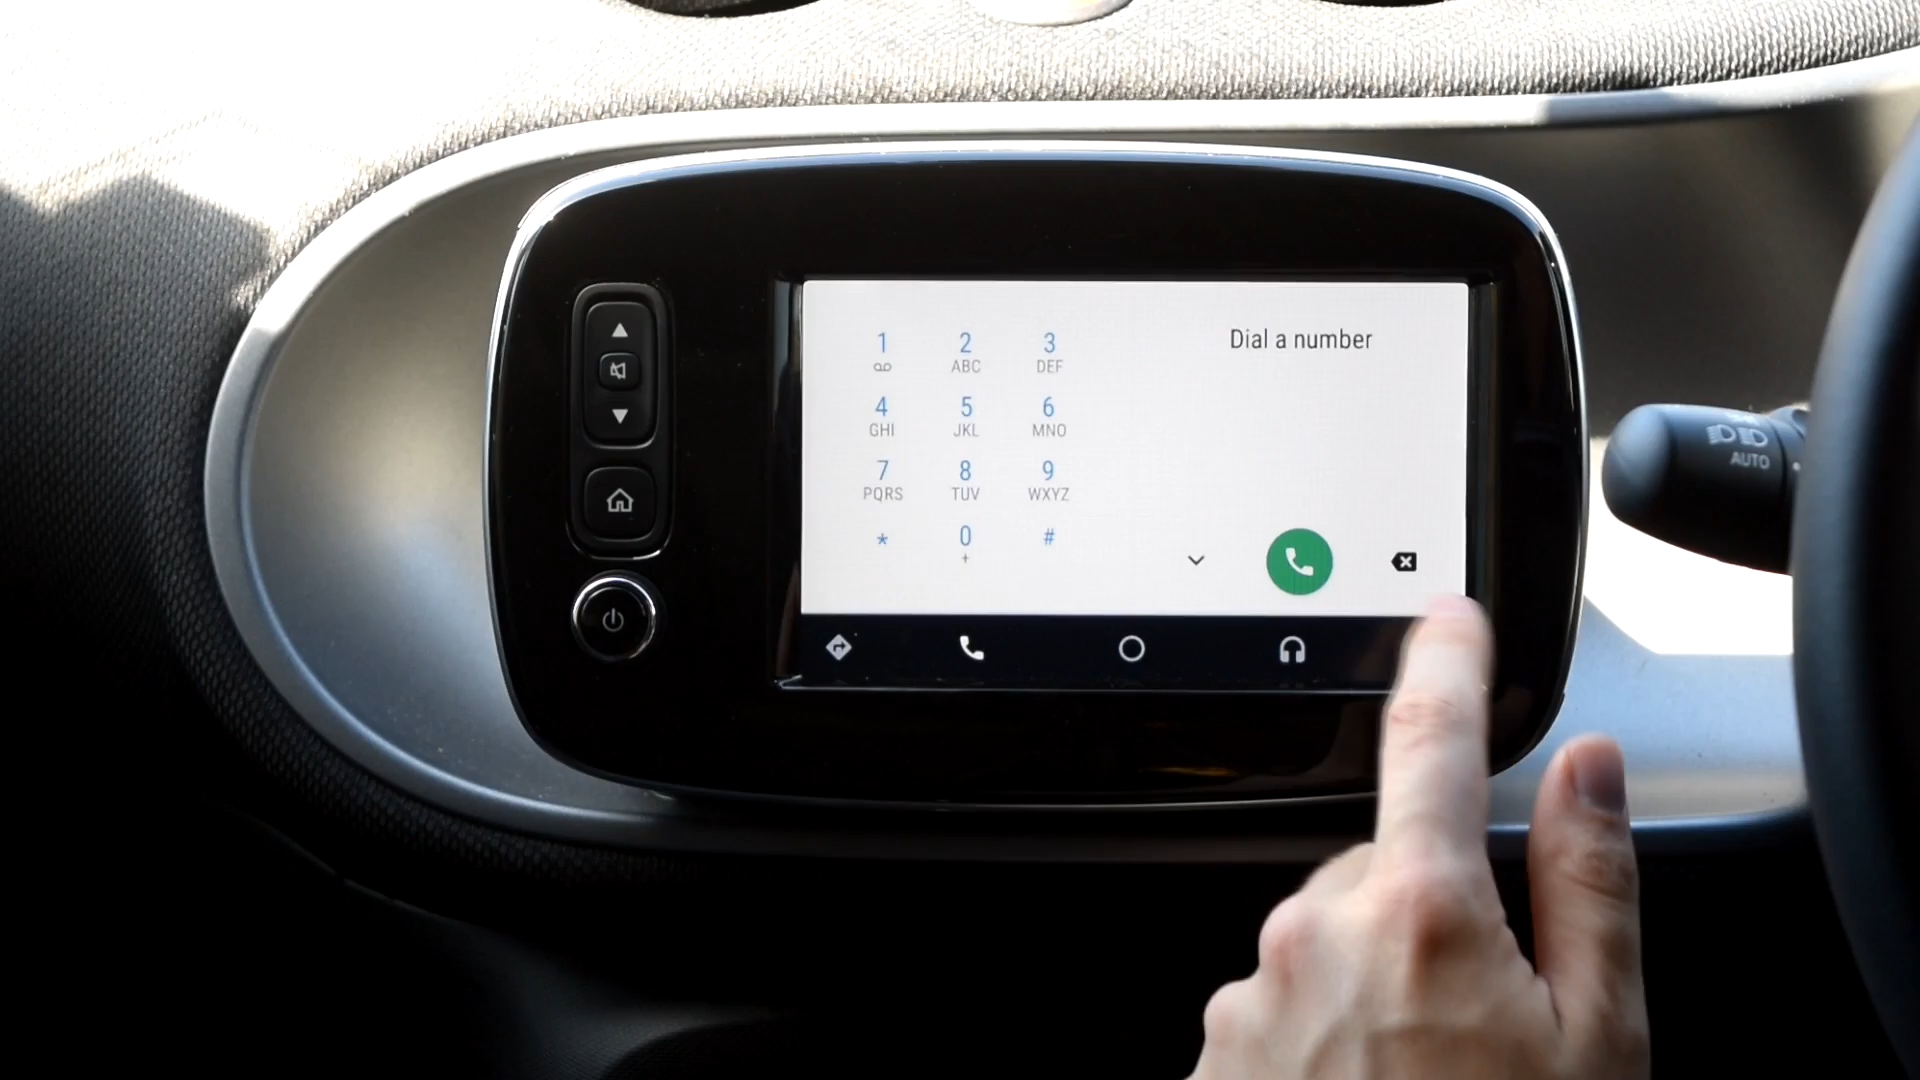 Dial a number
1 2 3
ABC DEF
4 5 6
GHI JKL MNO
7 8 9
PQRS TUV WXYZ
* 0 #
+
AUTO